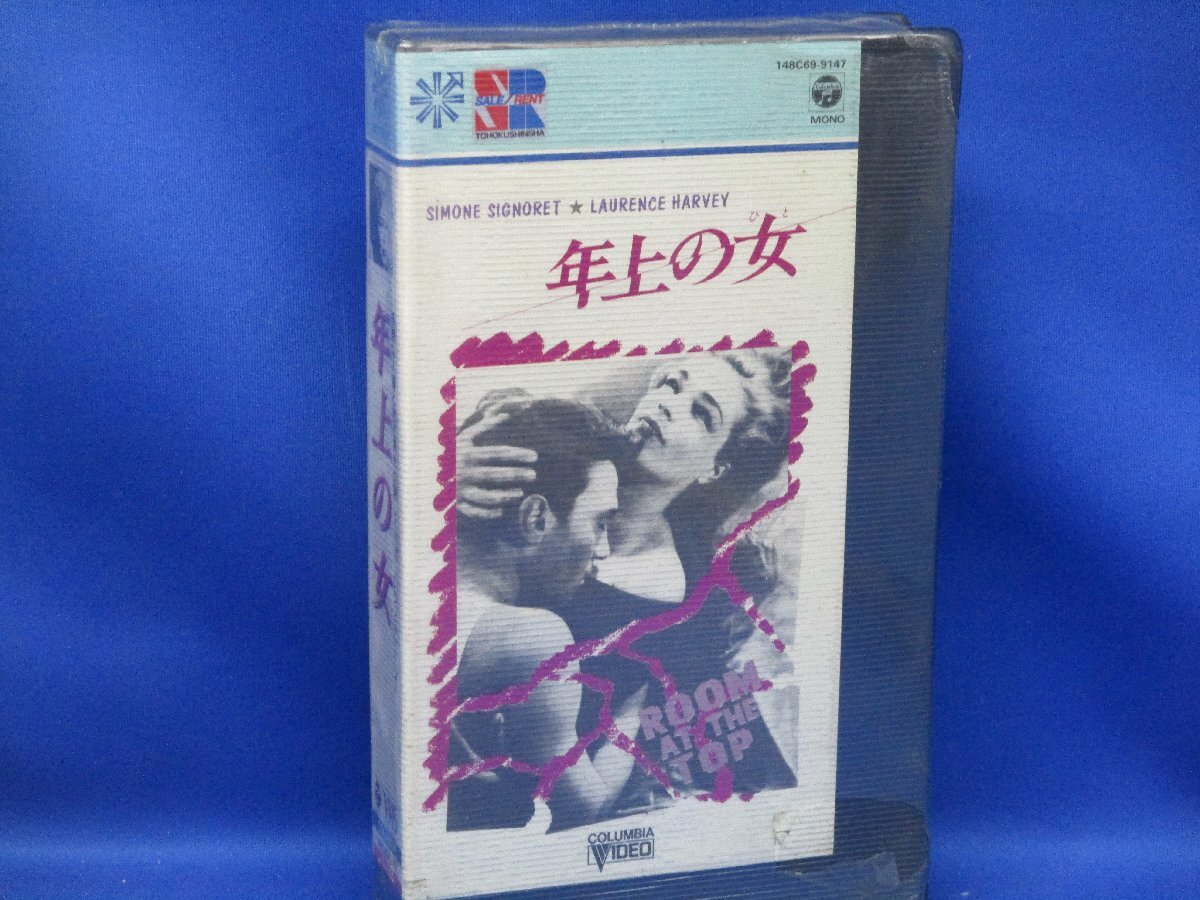 148C69-9147
SALE/RENT
TOHOKUSHINSHA
MONO
SIMONE SIGNORET ★ LAURENCE HARVEY
ひと
年上の女
年上の女
ROOM
AT THE
TOP
COLUMBIA
VIDEO